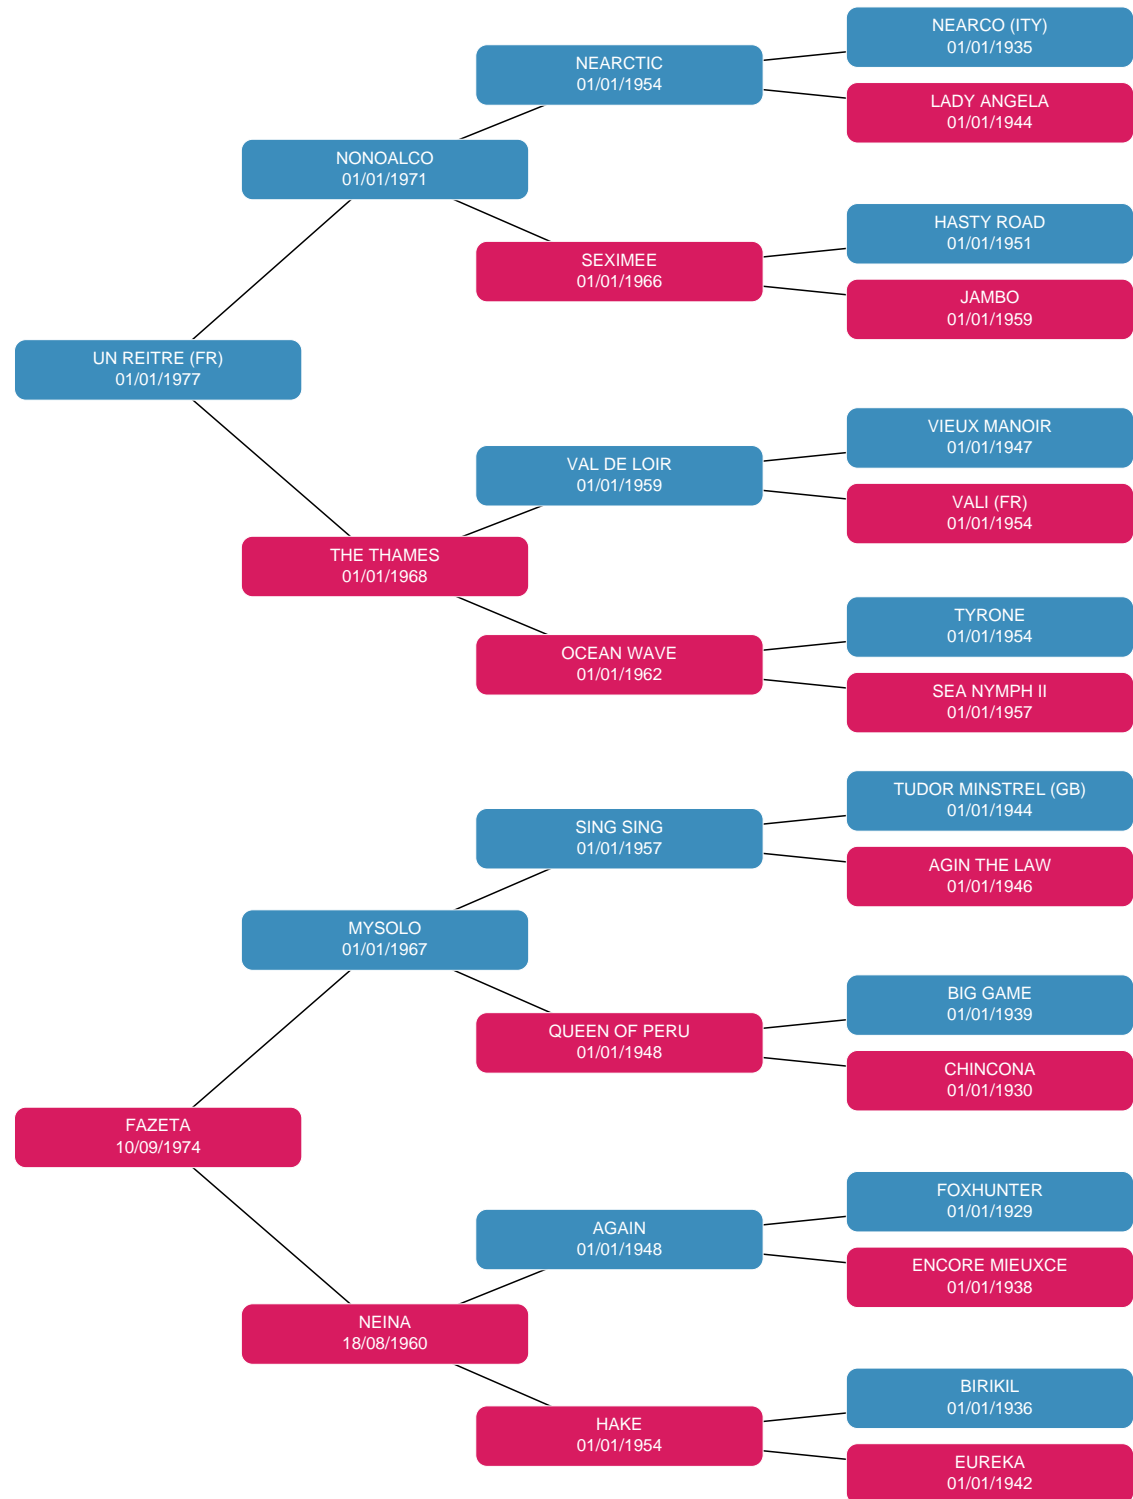 NEARCO (ITY)
01/01/1935
NEARCTIC
01/01/1954
LADY ANGELA
01/01/1944
NONOALCO
01/01/1971
HASTY ROAD
01/01/1951
SEXIMEE
01/01/1966
JAMBO
01/01/1959
UN REITRE (FR)
01/01/1977
VIEUX MANOIR
01/01/1947
VAL DE LOIR
01/01/1959
VALI (FR)
01/01/1954
THE THAMES
01/01/1968
TYRONE
01/01/1954
OCEAN WAVE
01/01/1962
SEA NYMPH II
01/01/1957
TUDOR MINSTREL (GB)
01/01/1944
SING SING
01/01/1957
AGIN THE LAW
01/01/1946
MYSOLO
01/01/1967
BIG GAME
01/01/1939
QUEEN OF PERU
01/01/1948
CHINCONA
01/01/1930
FAZETA
10/09/1974
FOXHUNTER
01/01/1929
AGAIN
01/01/1948
ENCORE MIEUXCE
01/01/1938
NEINA
18/08/1960
BIRIKIL
01/01/1936
HAKE
01/01/1954
EUREKA
01/01/1942